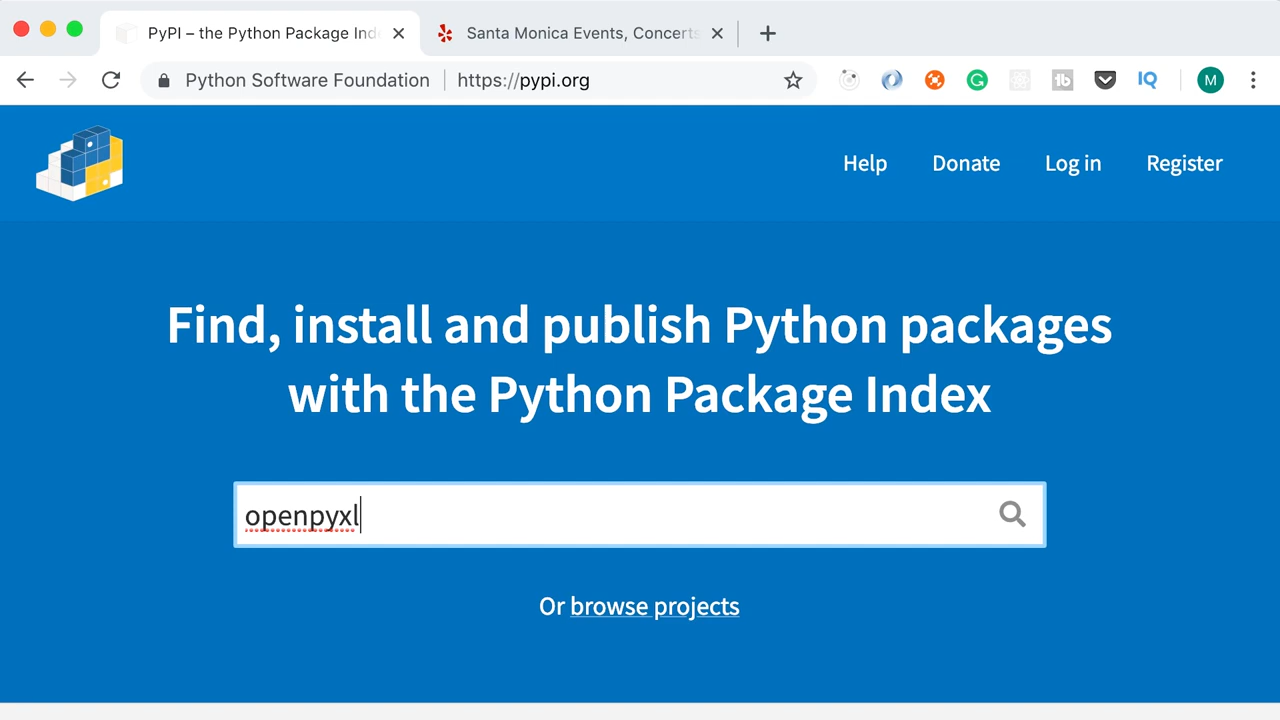 PyPI – the Python Package Ind
Santa Monica Events, Concerts
Python Software Foundation
https://pypi.org
IQ
M
Help
Donate
Log in
Register
Find, install and publish Python packages
with the Python Package Index
openpyxl
Or browse projects